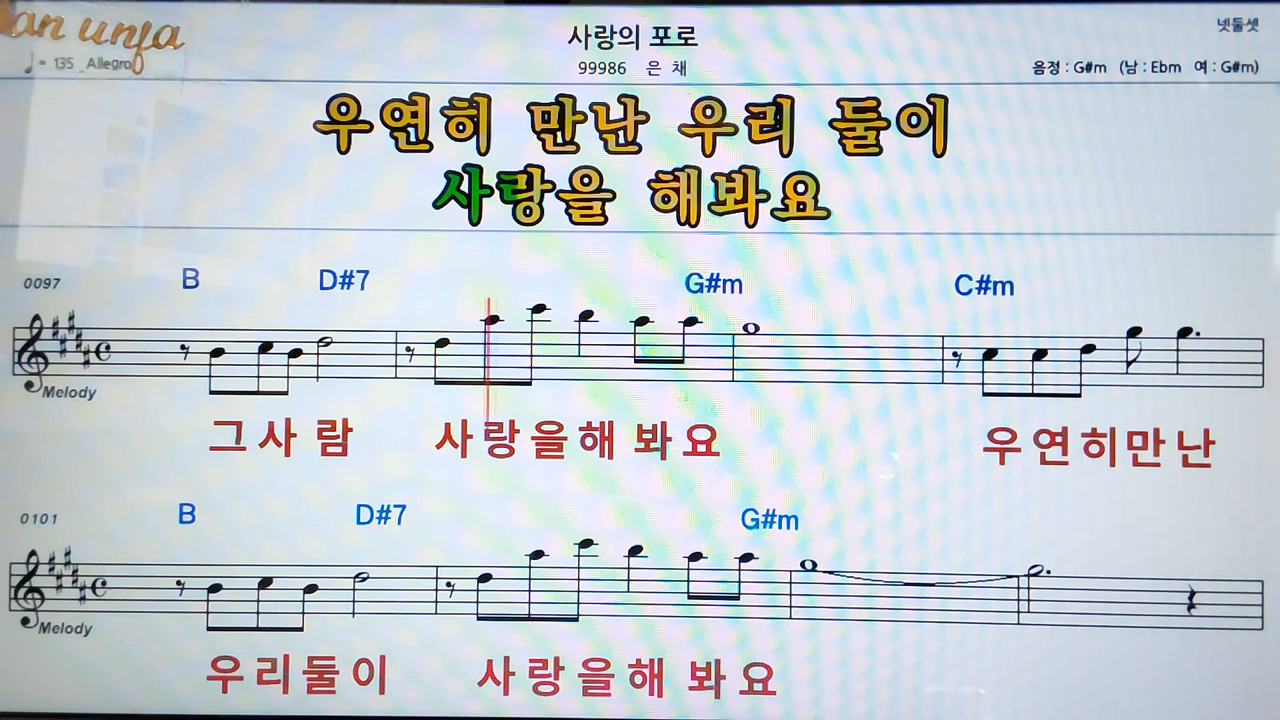 an unja
사랑의 포로
넷둘셋
♩= 135 _Allegro
99986 은 채
음정 : G#m (남 : Ebm 여 : G#m)
우연히 만난 우리 둘이
사랑을 해봐요
0097
B D#7 G#m C#m
Melody
그 사 람 사 랑 을 해 봐 요 우 연 히 만 난
0101
B D#7 G#m
Melody
우 리 둘 이 사 랑 을 해 봐 요